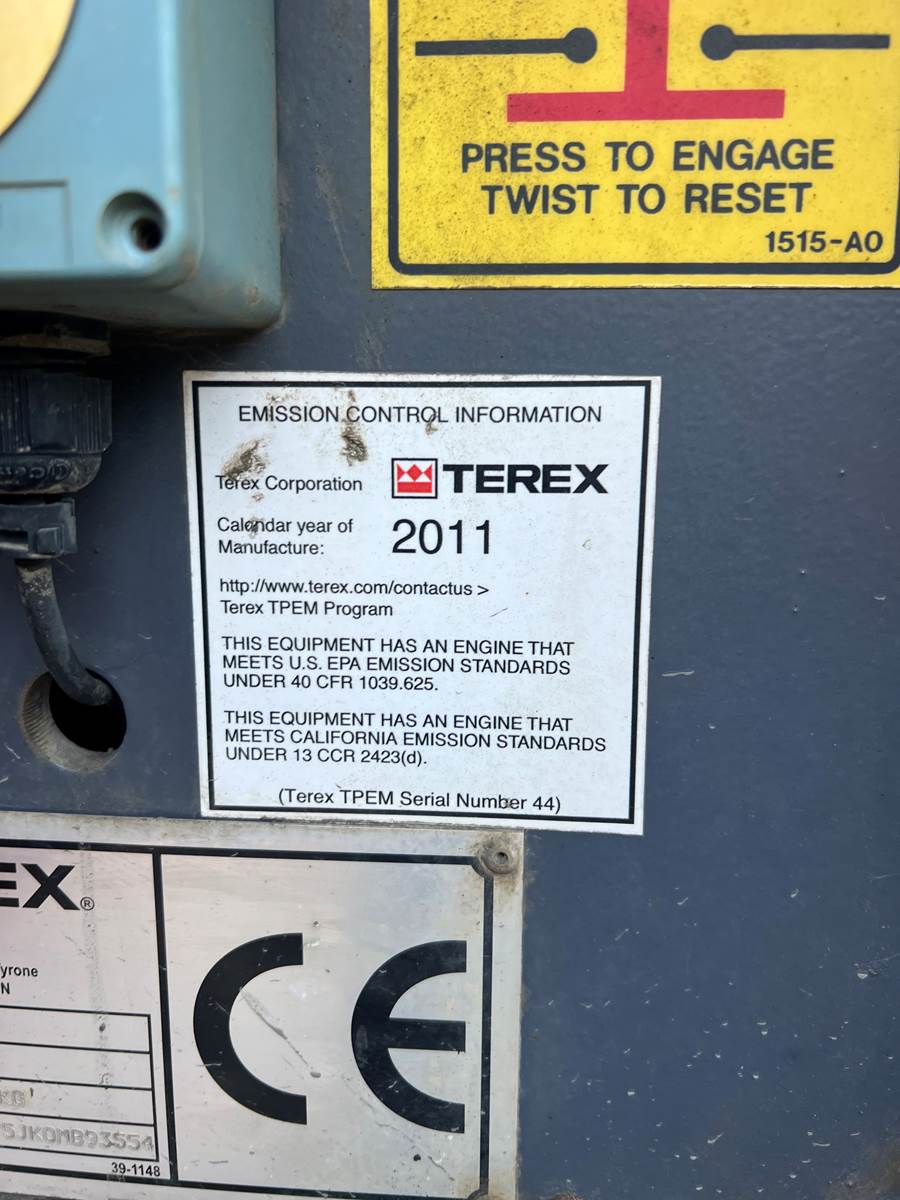 PRESS TO ENGAGE
TWIST TO RESET
1515-A0
EMISSION CONTROL INFORMATION
Terex Corporation TEREX
Calendar year of
Manufacture: 2011
http://www.terex.com/contactus >
Terex TPEM Program
THIS EQUIPMENT HAS AN ENGINE THAT
MEETS U.S. EPA EMISSION STANDARDS
UNDER 40 CFR 1039.625.
THIS EQUIPMENT HAS AN ENGINE THAT
MEETS CALIFORNIA EMISSION STANDARDS
UNDER 13 CCR 2423(d).
(Terex TPEM Serial Number 44)
EX®
yrone
N
CE
5JKOMB93554
39-1148